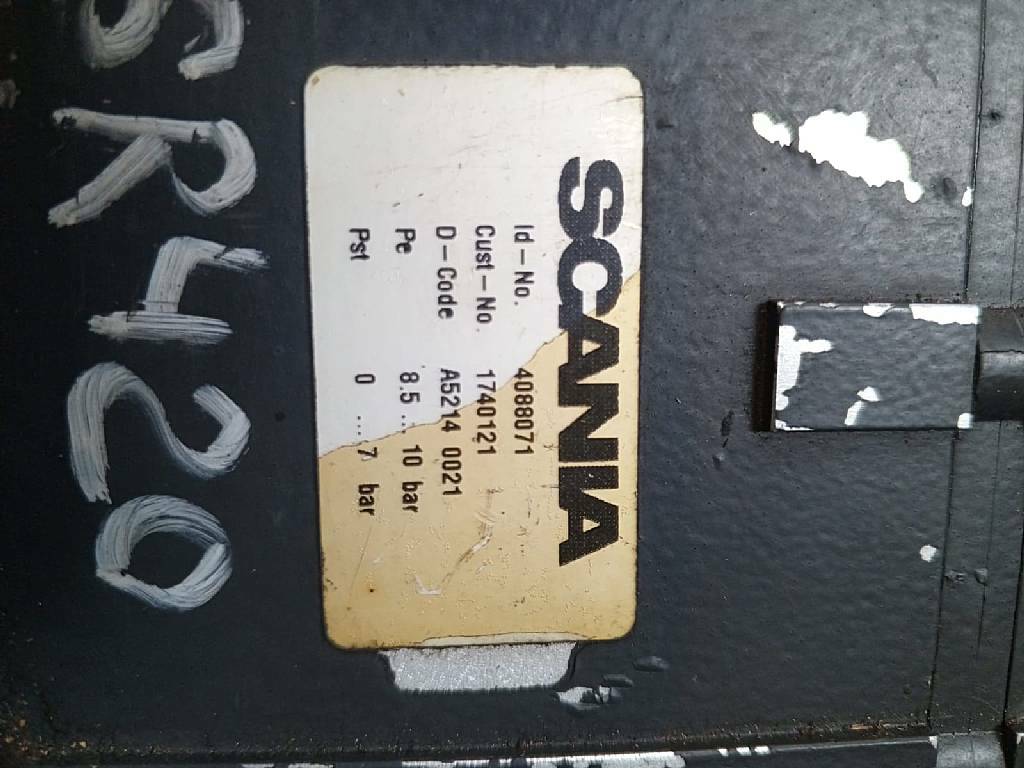 SCANIA
Id-No. 4088071
Cust-No. 1740121
D-Code A5214 0021
Pe 8.5 ... 10 bar
Pst 0 ... 7 bar
SR420